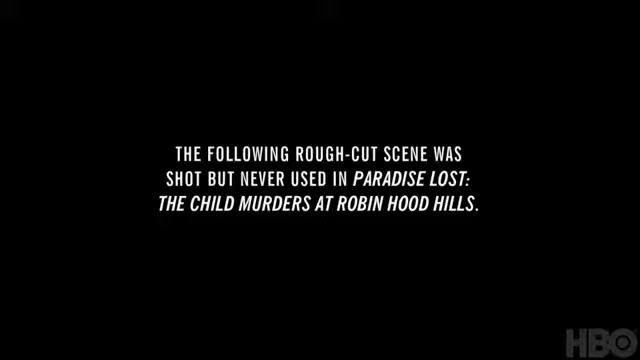 THE FOLLOWING ROUGH-CUT SCENE WAS
SHOT BUT NEVER USED IN PARADISE LOST:
THE CHILD MURDERS AT ROBIN HOOD HILLS.
HBO